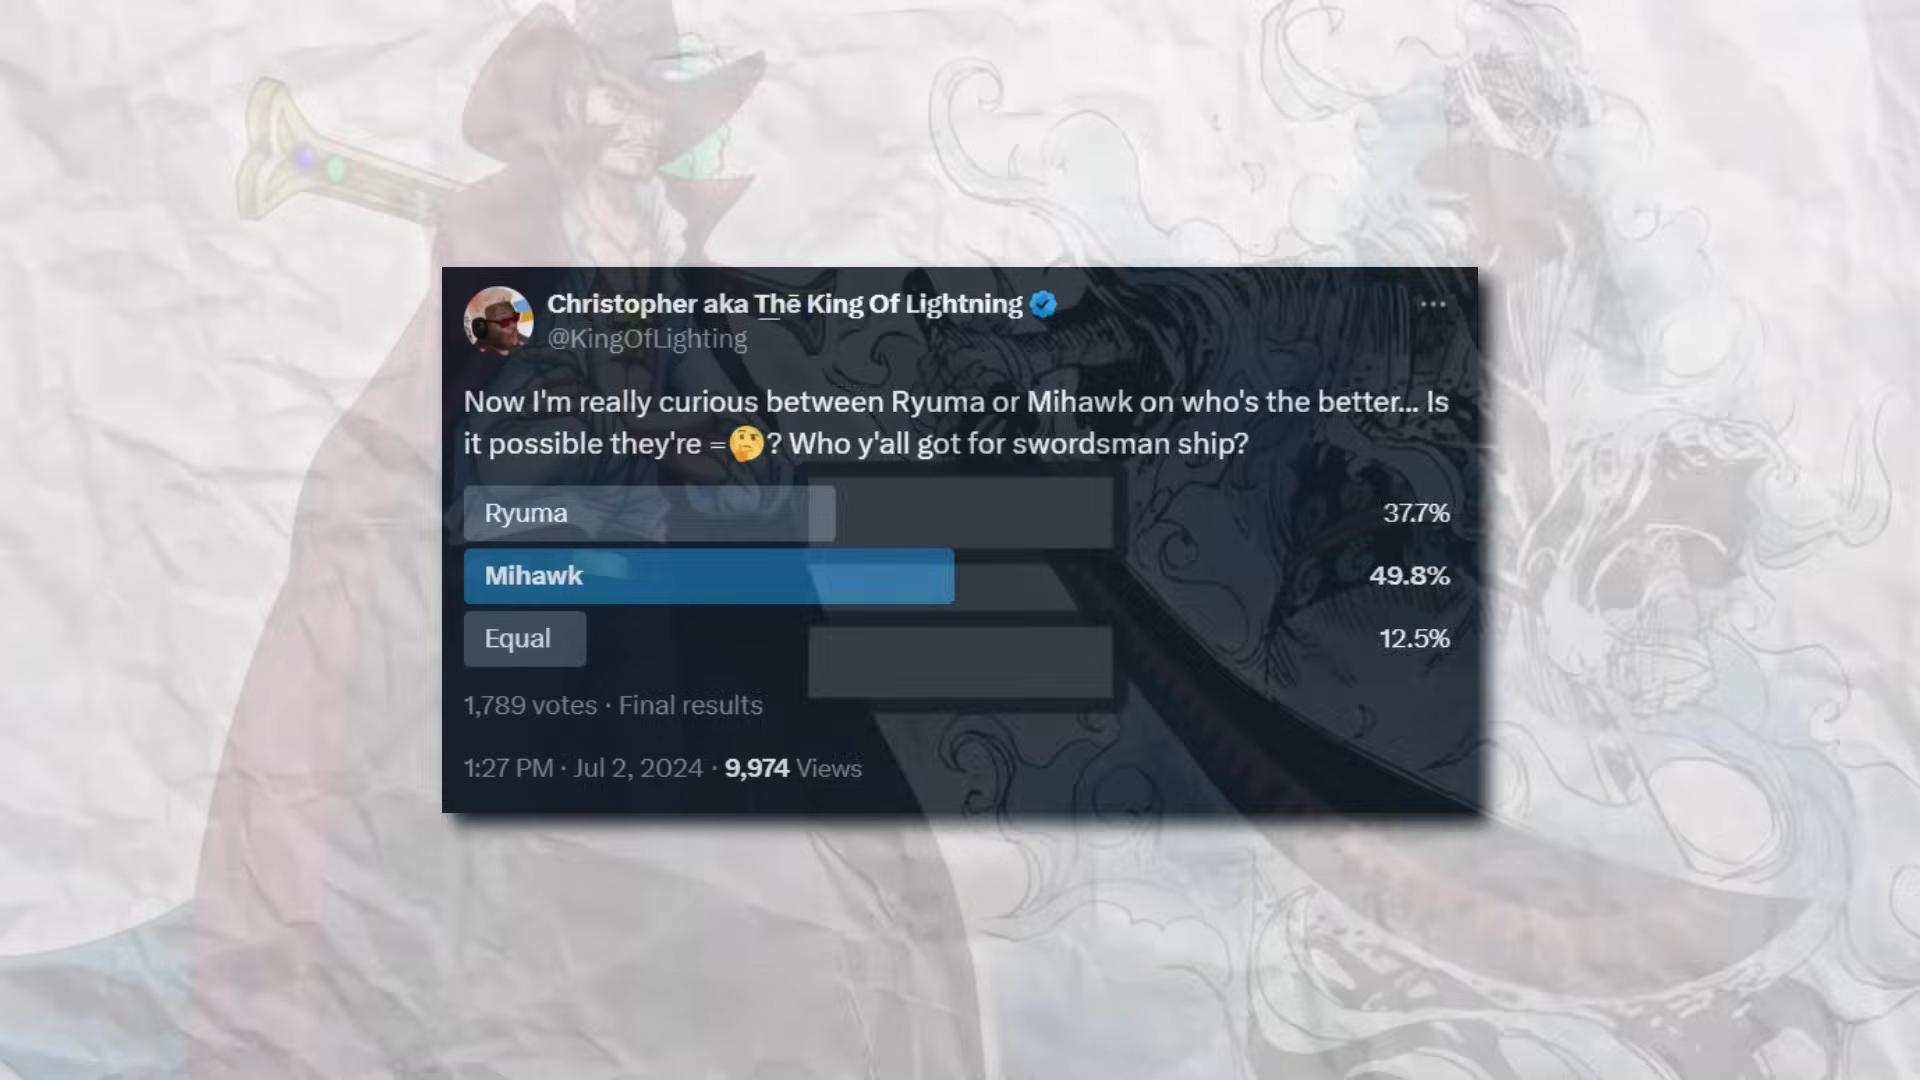 Christopher aka Thē King Of Lightning
@KingOfLighting
Now I'm really curious between Ryuma or Mihawk on who's the better... Is
it possible they're =🤔? Who y'all got for swordsman ship?
Ryuma 37.7%
Mihawk 49.8%
Equal 12.5%
1,789 votes · Final results
1:27 PM · Jul 2, 2024 · 9,974 Views